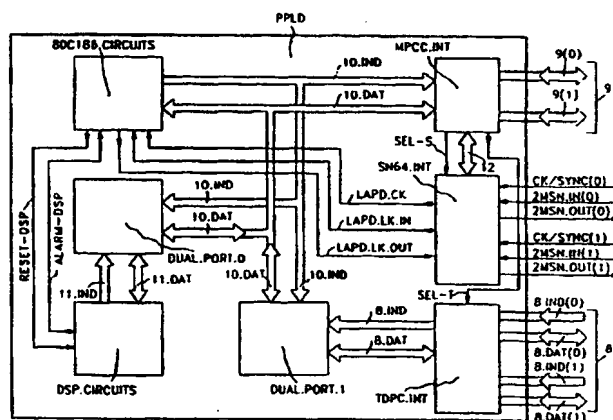 PPLD
80C188.CIRCUITS
MPCC.INT
10.IND
9(0)
10.DAT
9(1)
9
SEL-S
12
SN64.INT
RESET-DSP
ALARM-DSP
10.IND
LAPD.CK
CK/SYNC(0)
10.DAT
2MSN.IN(0)
LAPD.LK.IN
2MSN.OUT(0)
DUAL.PORT.0
LAPD.LK.OUT
CK/SYNC(1)
2MSN.IN(1)
11.IND
11.DAT
10.DAT
10.IND
2MSN.OUT(1)
SEL-T
8.IND(0)
8.IND
8.DAT(0)
8
8.DAT
8.IND(1)
DSP.CIRCUITS
DUAL.PORT.1
TDPC.INT
8.DAT(1)